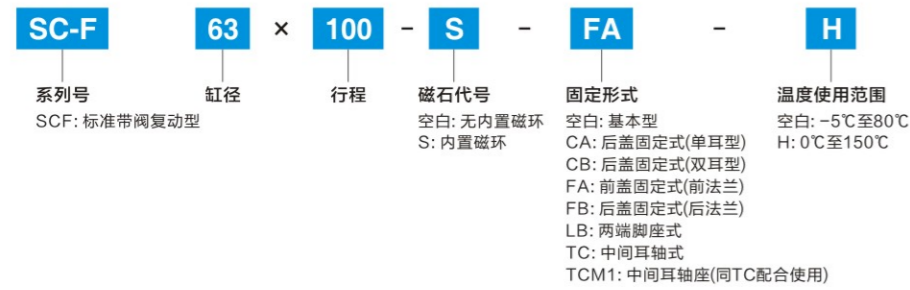 SC-F 63 × 100 - S - FA - H
系列号 缸径 行程 磁石代号 固定形式 温度使用范围
SCF: 标准带阀复动型 空白: 无内置磁环 空白: 基本型 空白: -5℃至80℃
S: 内置磁环 CA: 后盖固定式(单耳型) H: 0℃至150℃
CB: 后盖固定式(双耳型)
FA: 前盖固定式(前法兰)
FB: 后盖固定式(后法兰)
LB: 两端脚座式
TC: 中间耳轴式
TCM1: 中间耳轴座(同TC配合使用)